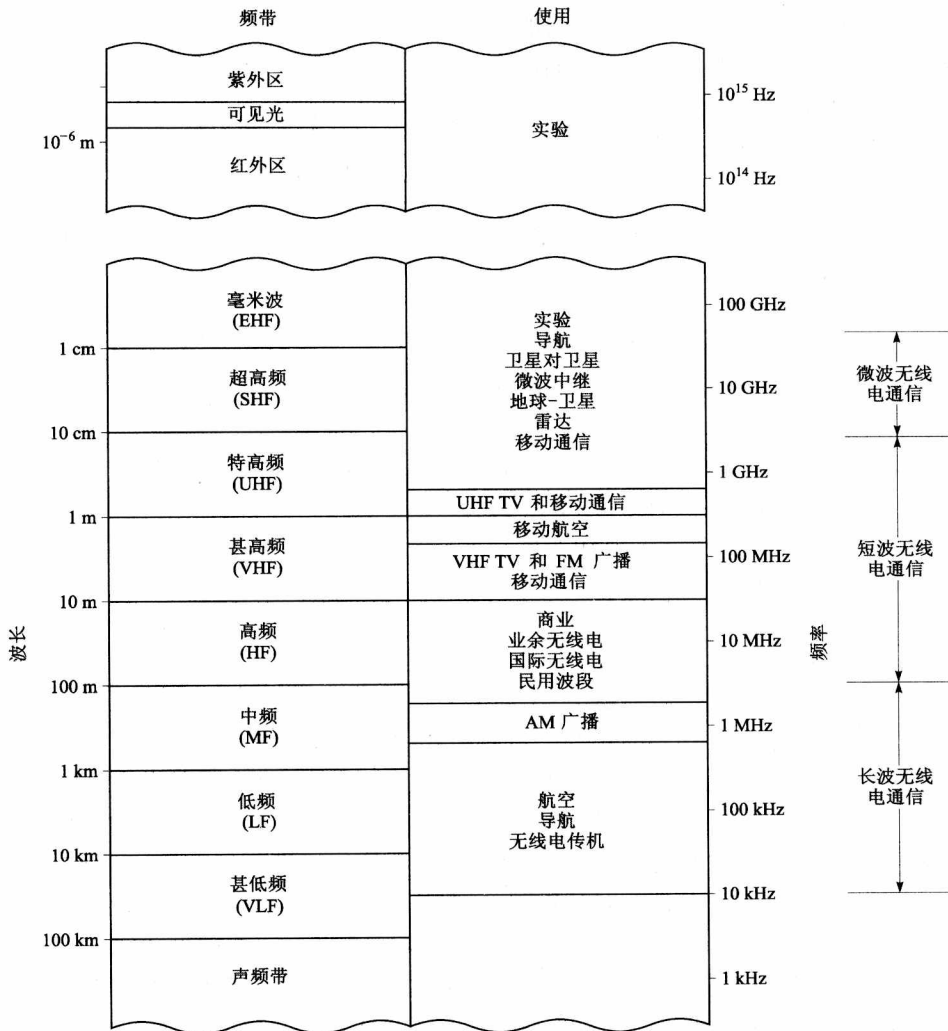 频带
使用
紫外区
可见光
红外区
10⁻⁶ m
实验
10¹⁵ Hz
10¹⁴ Hz
毫米波
(EHF)
1 cm
超高频
(SHF)
10 cm
特高频
(UHF)
1 m
甚高频
(VHF)
10 m
高频
(HF)
100 m
中频
(MF)
1 km
低频
(LF)
10 km
甚低频
(VLF)
100 km
声频带
波长
实验
导航
卫星对卫星
微波中继
地球-卫星
雷达
移动通信
UHF TV 和移动通信
移动航空
VHF TV 和 FM 广播
移动通信
商业
业余无线电
国际无线电
民用波段
AM 广播
航空
导航
无线电传机
100 GHz
10 GHz
1 GHz
100 MHz
10 MHz
1 MHz
100 kHz
10 kHz
1 kHz
频率
微波无线
电通信
短波无线
电通信
长波无线
电通信